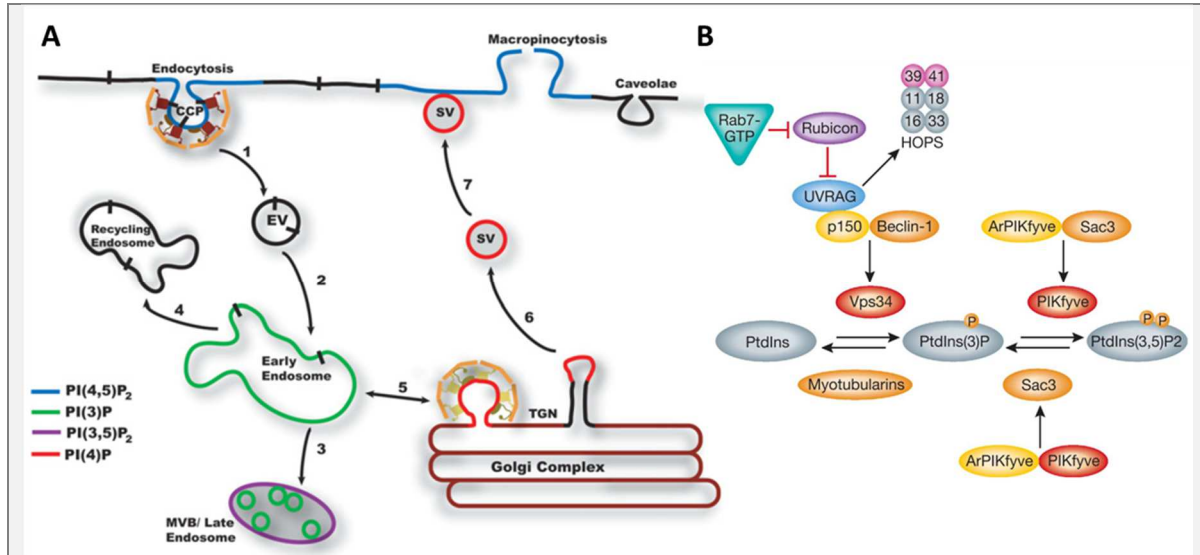 A
Endocytosis
CCP
Macropinocytosis
Caveolae
SV
1
7
EV
Recycling
Endosome
SV
2
4
6
Early
Endosome
5
TGN
PI(4,5)P2
PI(3)P
PI(3,5)P2
PI(4)P
3
Golgi Complex
MVB/ Late
Endosome
B
39 41
11 18
16 33
HOPS
Rab7-
GTP
Rubicon
UVRAG
p150 Beclin-1
ArPIKfyve Sac3
Vps34
PIKfyve
PtdIns
P
PtdIns(3)P
P P
PtdIns(3,5)P2
Myotubularins
Sac3
ArPIKfyve PIKfyve